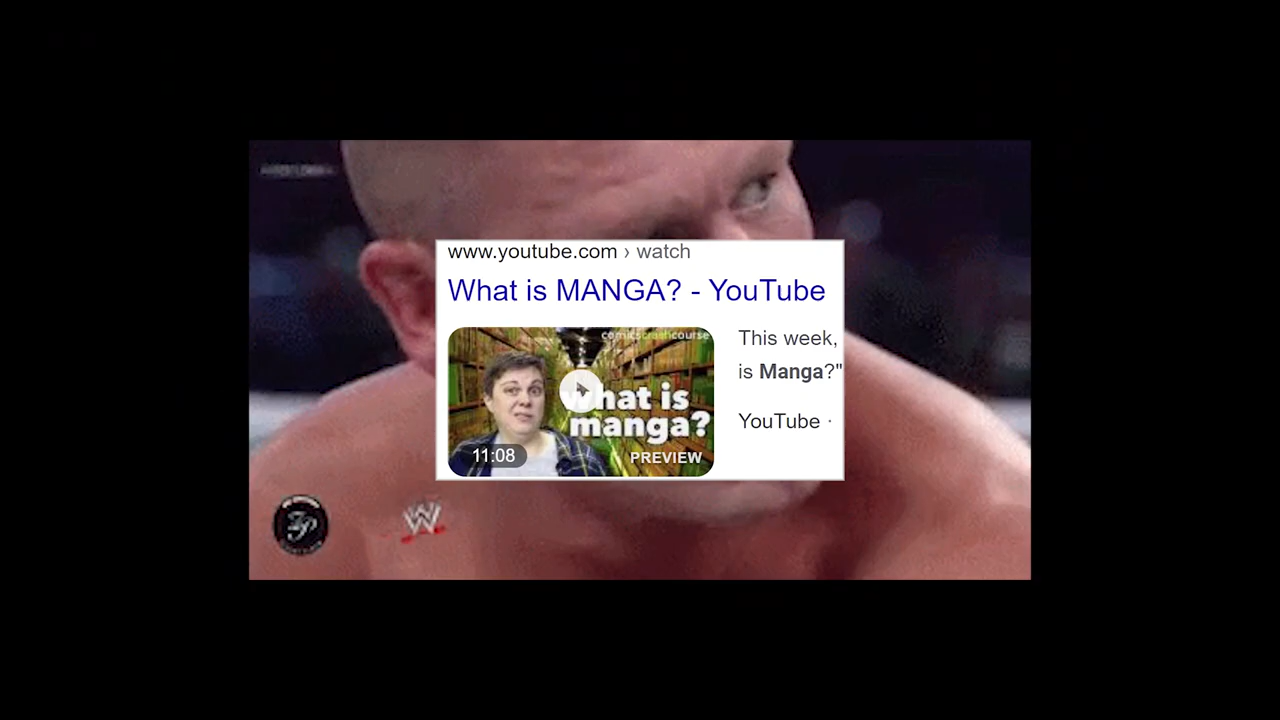 www.youtube.com › watch
What is MANGA? - YouTube
comicscrashcourse
This week,
is Manga?"
What is
manga?
YouTube ·
11:08
PREVIEW
W